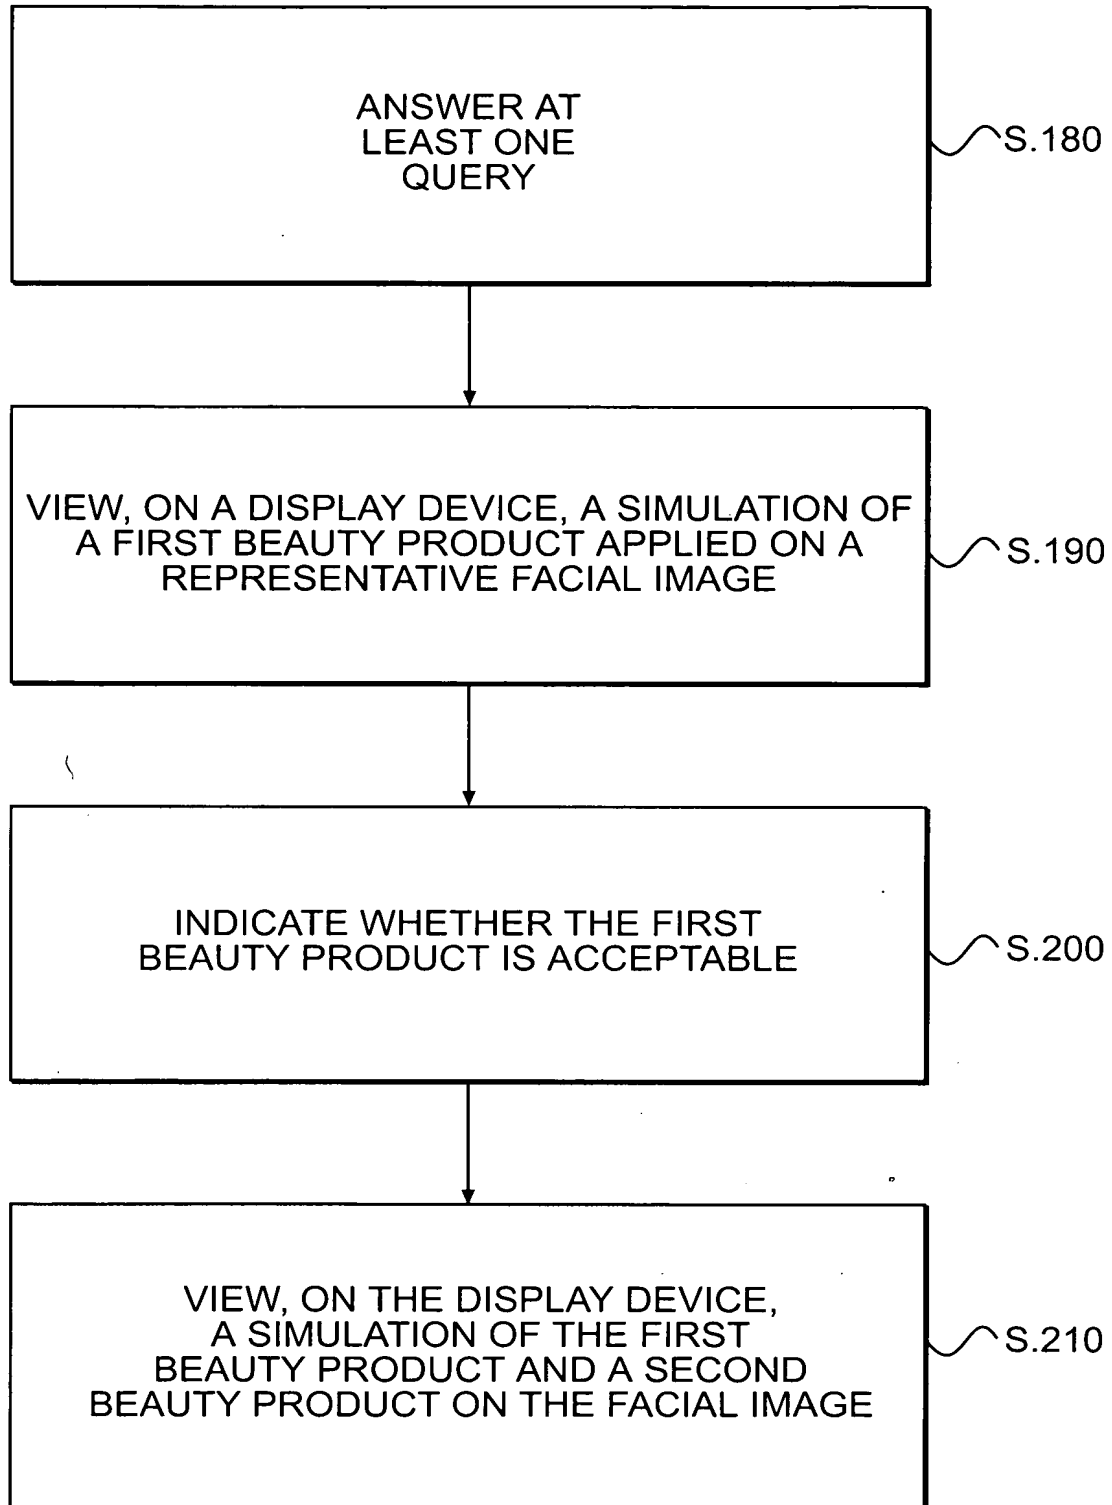 ANSWER AT
LEAST ONE
QUERY
S.180
VIEW, ON A DISPLAY DEVICE, A SIMULATION OF
A FIRST BEAUTY PRODUCT APPLIED ON A
REPRESENTATIVE FACIAL IMAGE
S.190
INDICATE WHETHER THE FIRST
BEAUTY PRODUCT IS ACCEPTABLE
S.200
VIEW, ON THE DISPLAY DEVICE,
A SIMULATION OF THE FIRST
BEAUTY PRODUCT AND A SECOND
BEAUTY PRODUCT ON THE FACIAL IMAGE
S.210